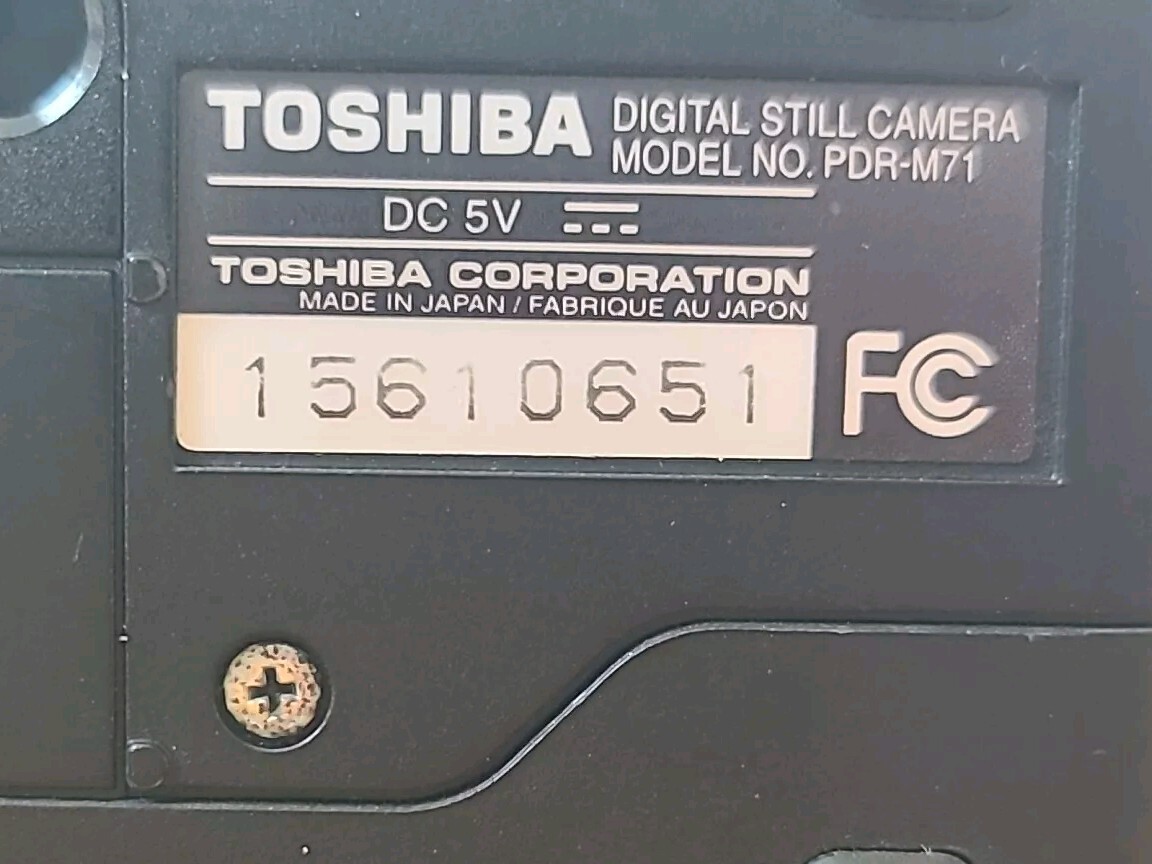 TOSHIBA DIGITAL STILL CAMERA
MODEL NO. PDR-M71
DC 5V
TOSHIBA CORPORATION
MADE IN JAPAN / FABRIQUE AU JAPON
15610651
FC